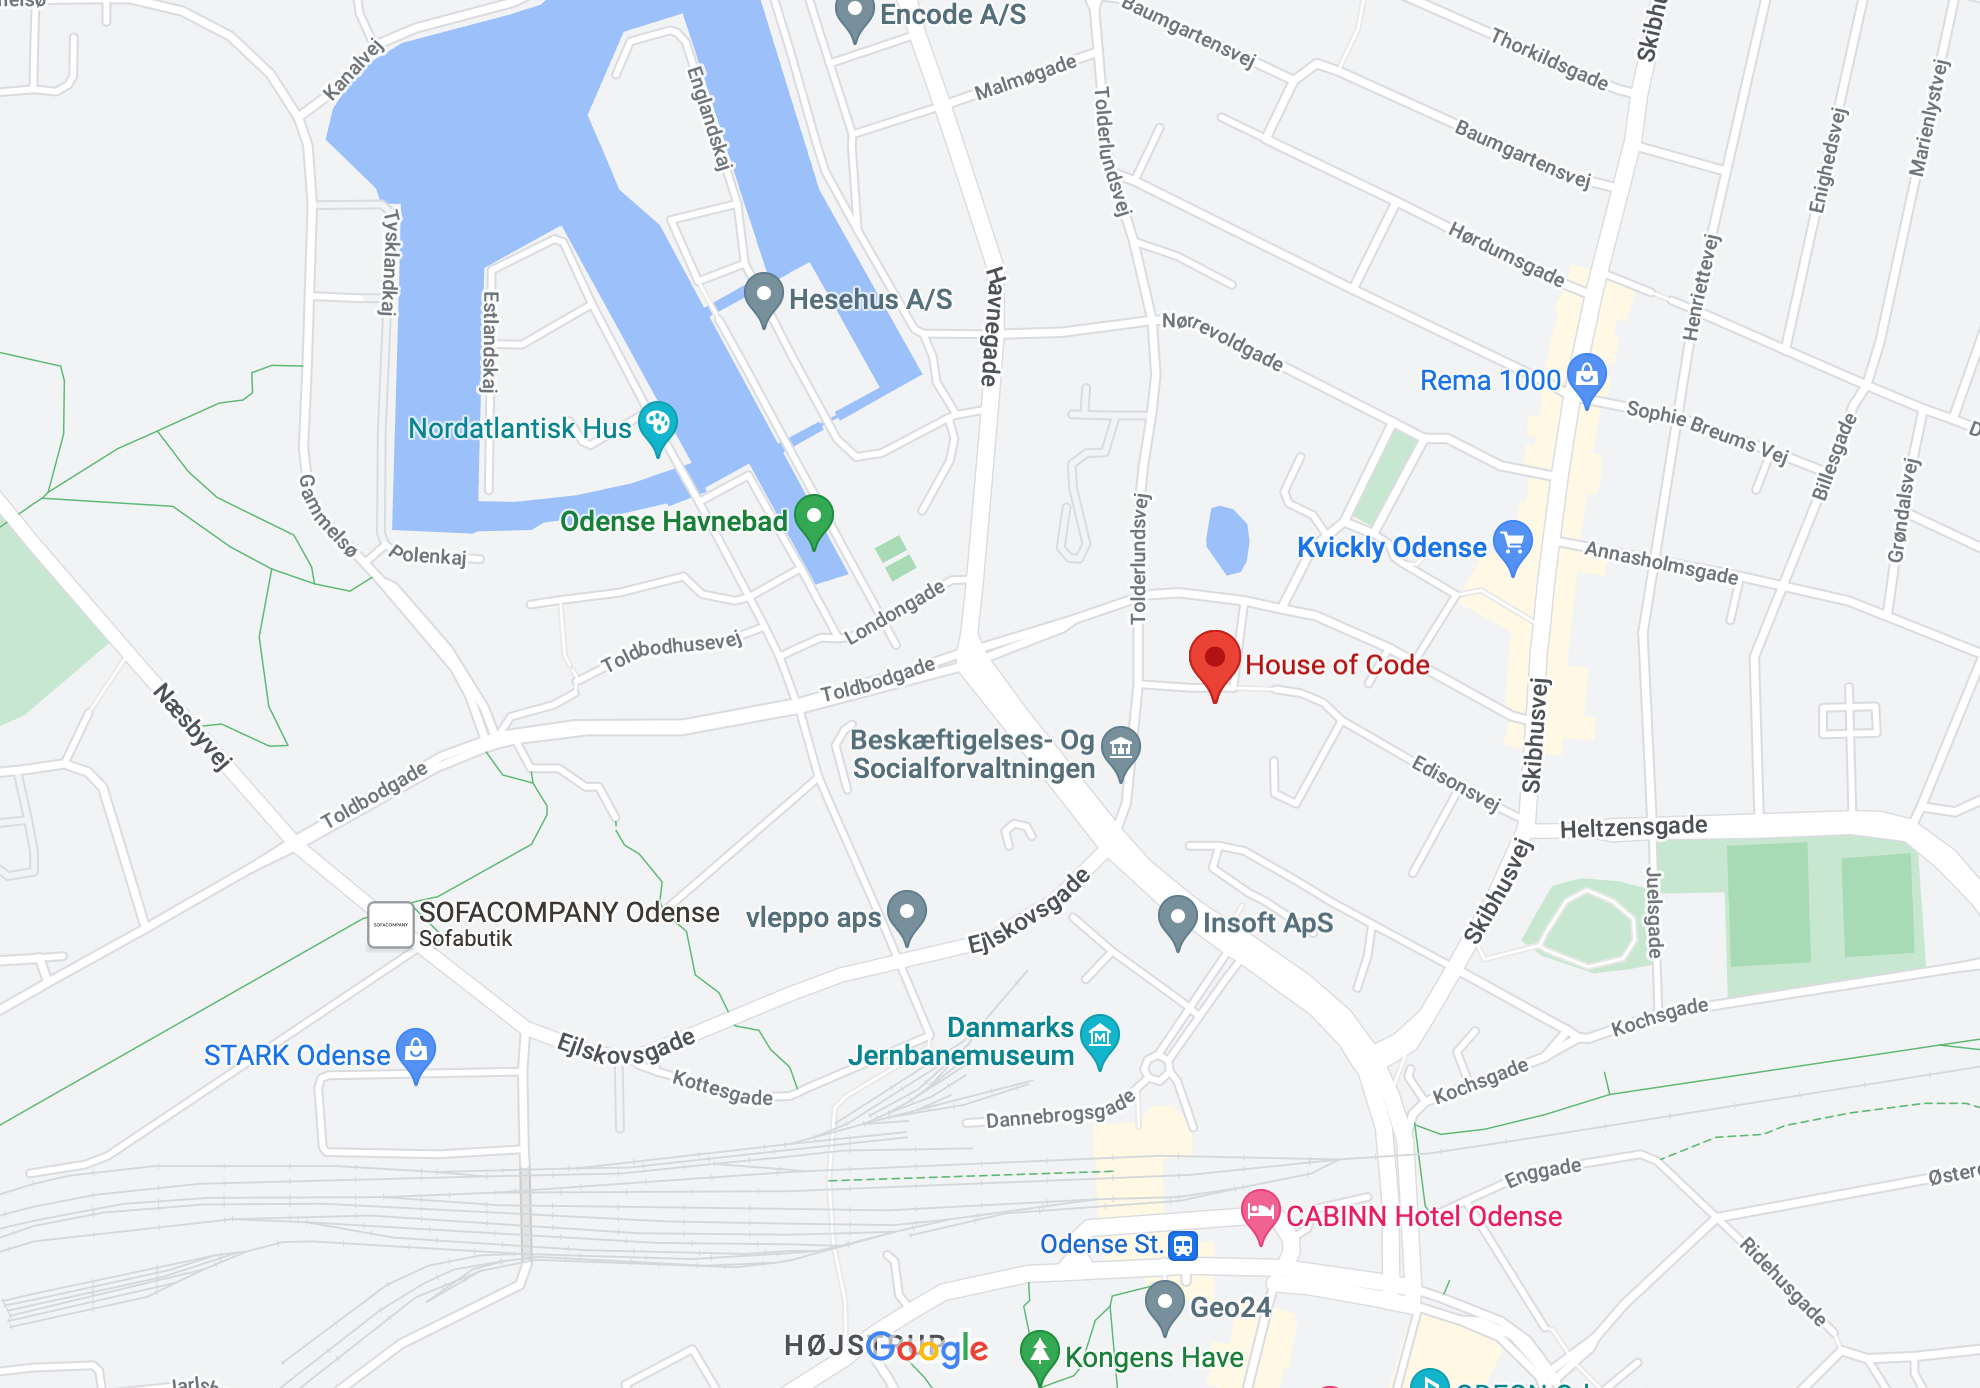 Encode A/S
Kanalvej
Englandskaj
Malmøgade
Baumgartensvej
Thorkildsgade
Tolderlundsvej
Baumgartensvej
Enighedsvej
Marienlystvej
Tysklandkaj
Hørdumsgade
Henriettevej
Estlandskaj
Hesehus A/S
Havnegade
Nørrevoldgade
Rema 1000
Sophie Breums Vej
Billesgade
Nordatlantisk Hus
Gammelsø
Odense Havnebad
Polenkaj
Tolderlundsvej
Kvickly Odense
Annasholmsgade
Grøndalsvej
Londongade
Toldbodhusevej
Toldbodgade
House of Code
Næsbyvej
Skibhusvej
Beskæftigelses- Og
Socialforvaltningen
Toldbodgade
Edisonsvej
Heltzensgade
Skibhusvej
Juelsgade
SOFACOMPANY Odense
Sofabutik
vleppo aps
Ejlskovsgade
Insoft ApS
Danmarks
Jernbanemuseum
STARK Odense
Ejlskovsgade
Kottesgade
Kochsgade
Kochsgade
Dannebrogsgade
Enggade
CABINN Hotel Odense
Odense St.
Ridehusgade
Geo24
Google
Kongens Have